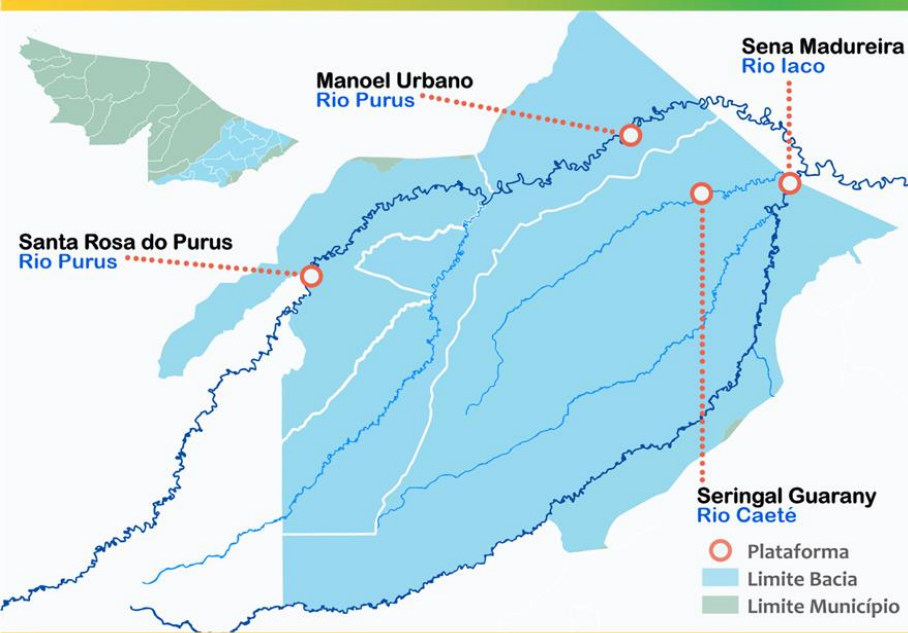 Sena Madureira
Rio Iaco
Manoel Urbano
Rio Purus
Santa Rosa do Purus
Rio Purus
Seringal Guarany
Rio Caeté
Plataforma
Limite Bacia
Limite Município